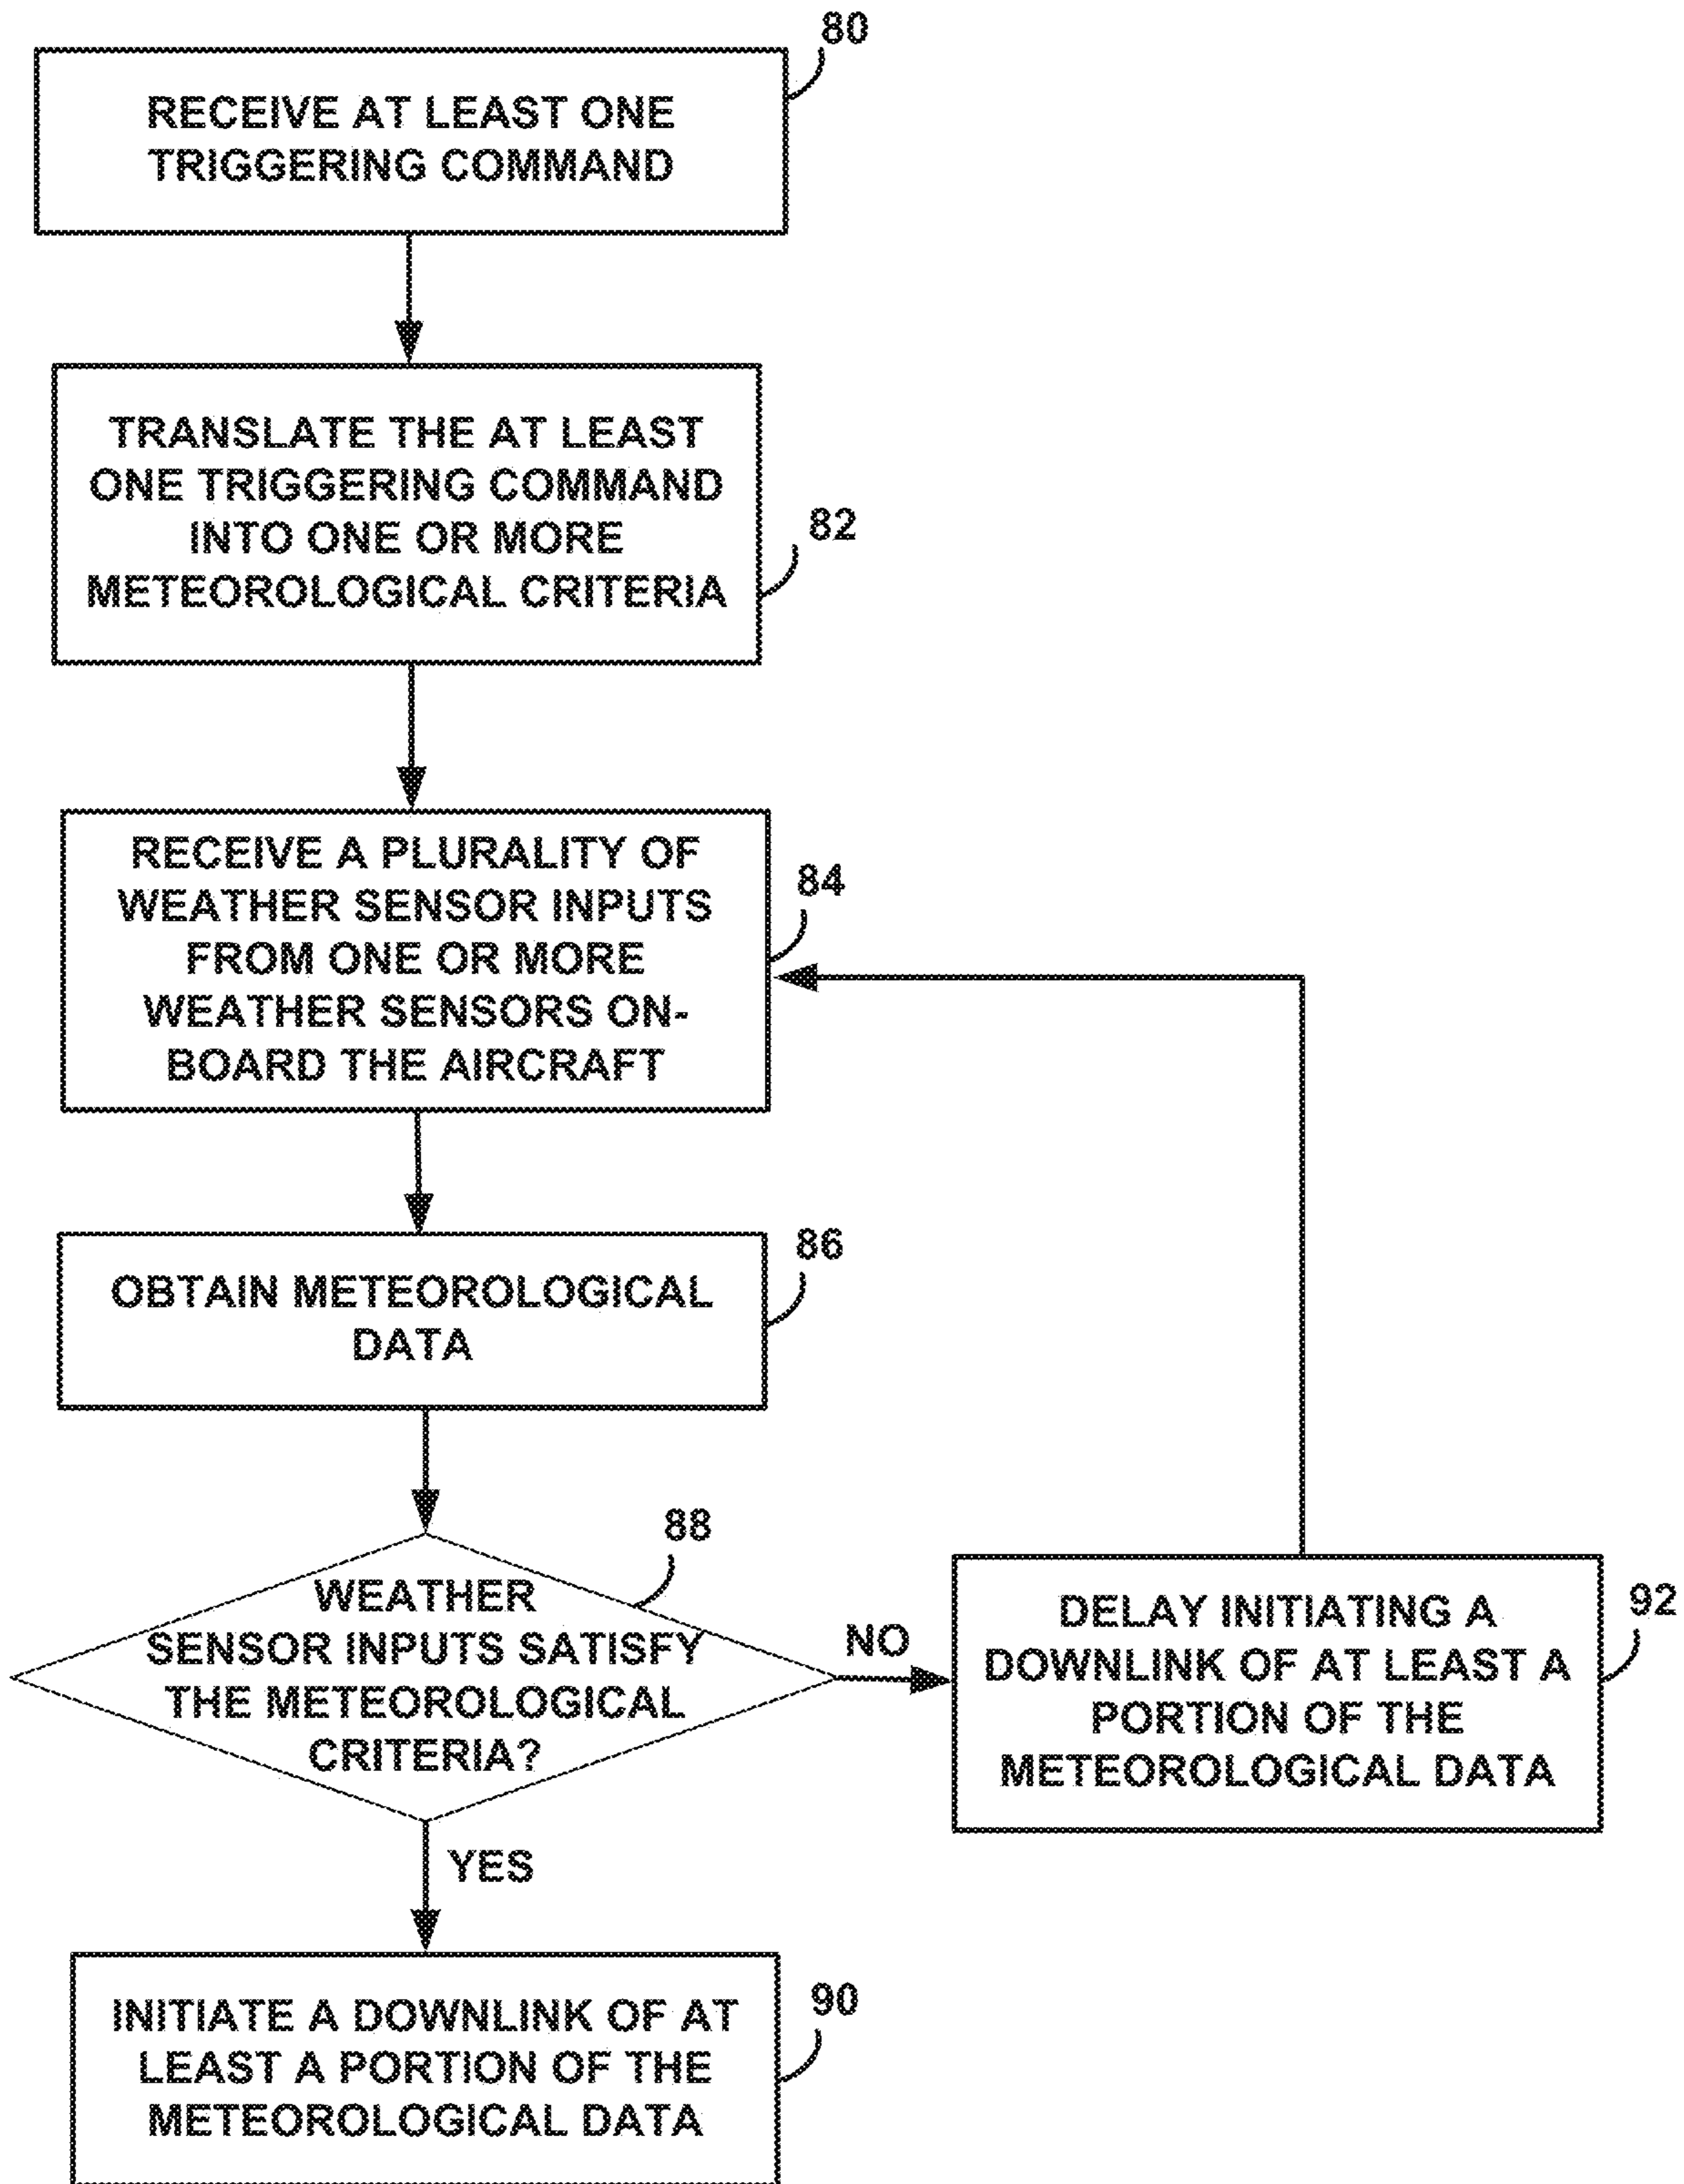 80
RECEIVE AT LEAST ONE
TRIGGERING COMMAND
TRANSLATE THE AT LEAST
ONE TRIGGERING COMMAND
INTO ONE OR MORE
METEOROLOGICAL CRITERIA
82
RECEIVE A PLURALITY OF
WEATHER SENSOR INPUTS
FROM ONE OR MORE
WEATHER SENSORS ON-
BOARD THE AIRCRAFT
84
OBTAIN METEOROLOGICAL
DATA
86
88
WEATHER
SENSOR INPUTS SATISFY
THE METEOROLOGICAL
CRITERIA?
NO
DELAY INITIATING A
DOWNLINK OF AT LEAST A
PORTION OF THE
METEOROLOGICAL DATA
92
YES
INITIATE A DOWNLINK OF AT
LEAST A PORTION OF THE
METEOROLOGICAL DATA
90